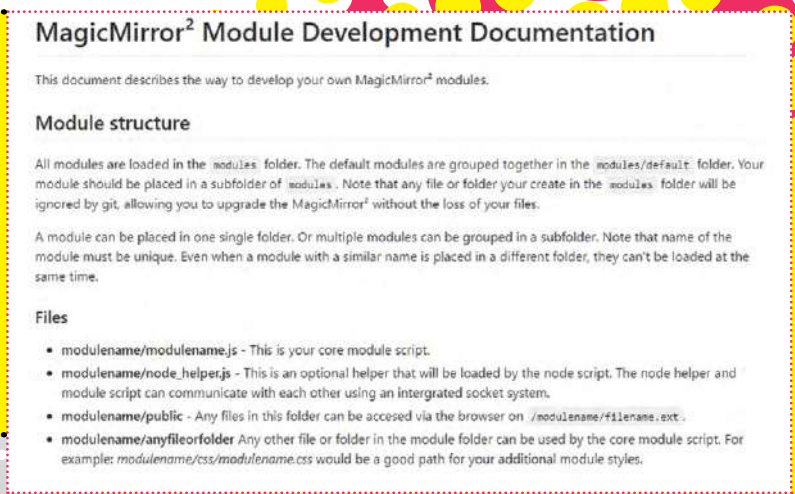 MagicMirror² Module Development Documentation
This document describes the way to develop your own MagicMirror² modules.
Module structure
All modules are loaded in the modules folder. The default modules are grouped together in the modules/default folder. Your
module should be placed in a subfolder of modules. Note that any file or folder your create in the modules folder will be
ignored by git, allowing you to upgrade the MagicMirror² without the loss of your files.
A module can be placed in one single folder. Or multiple modules can be grouped in a subfolder. Note that name of the
module must be unique. Even when a module with a similar name is placed in a different folder, they can't be loaded at the
same time.
Files
• modulename/modulename.js - This is your core module script.
• modulename/node_helper.js - This is an optional helper that will be loaded by the node script. The node helper and
module script can communicate with each other using an intergrated socket system.
• modulename/public - Any files in this folder can be accesed via the browser on /modulename/filename.ext.
• modulename/anyfileorfolder Any other file or folder in the module folder can be used by the core module script. For
example: modulename/css/modulename.css would be a good path for your additional module styles.